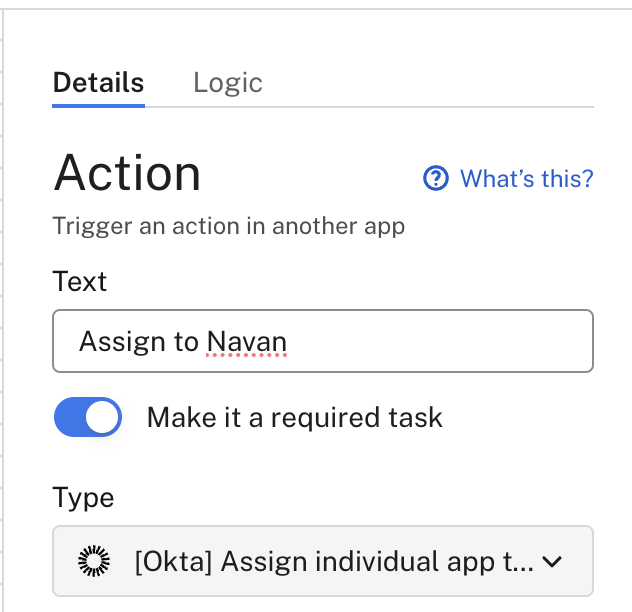 Details Logic
Action
What's this?
Trigger an action in another app
Text
Assign to Navan
Make it a required task
Type
[Okta] Assign individual app t...